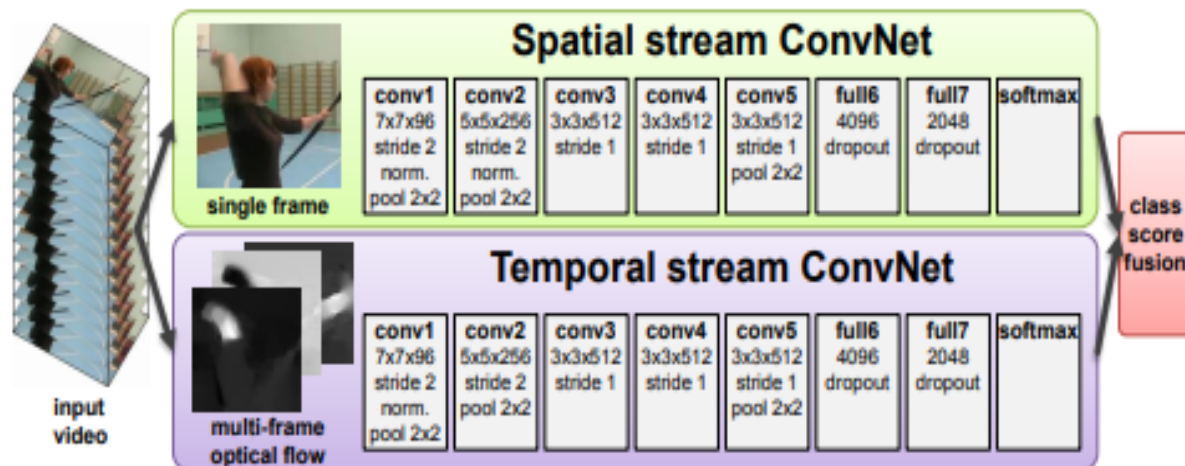 Spatial stream ConvNet
single frame
conv1
7x7x96
stride 2
norm.
pool 2x2
conv2
5x5x256
stride 2
norm.
pool 2x2
conv3
3x3x512
stride 1
conv4
3x3x512
stride 1
conv5
3x3x512
stride 1
pool 2x2
full6
4096
dropout
full7
2048
dropout
softmax
input
video
Temporal stream ConvNet
multi-frame
optical flow
conv1
7x7x96
stride 2
norm.
pool 2x2
conv2
5x5x256
stride 2
pool 2x2
conv3
3x3x512
stride 1
conv4
3x3x512
stride 1
conv5
3x3x512
stride 1
pool 2x2
full6
4096
dropout
full7
2048
dropout
softmax
class
score
fusion